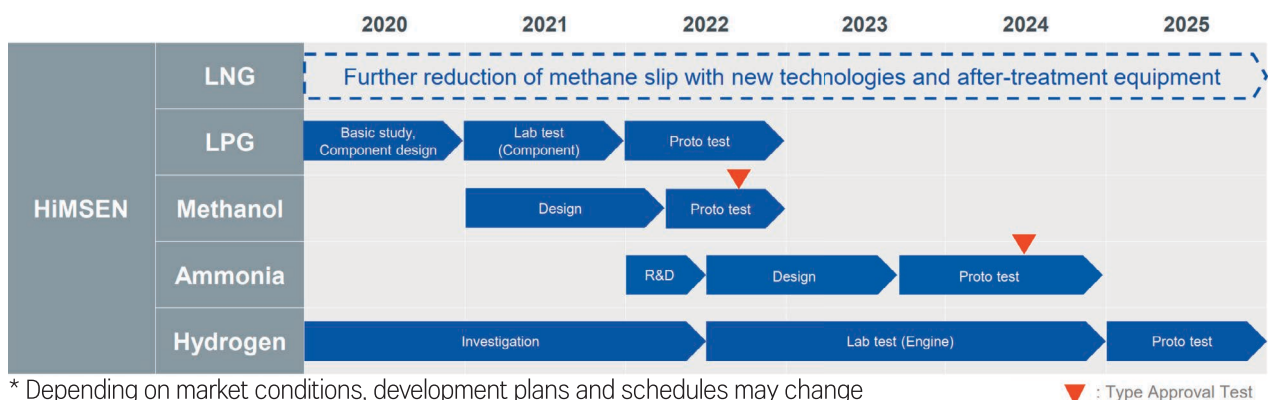 2020 2021 2022 2023 2024 2025
HiMSEN
LNG
Further reduction of methane slip with new technologies and after-treatment equipment
LPG
Basic study,
Component design
Lab test
(Component)
Proto test
Methanol
Design
Proto test
Ammonia
R&D
Design
Proto test
Hydrogen
Investigation
Lab test (Engine)
Proto test
* Depending on market conditions, development plans and schedules may change
: Type Approval Test